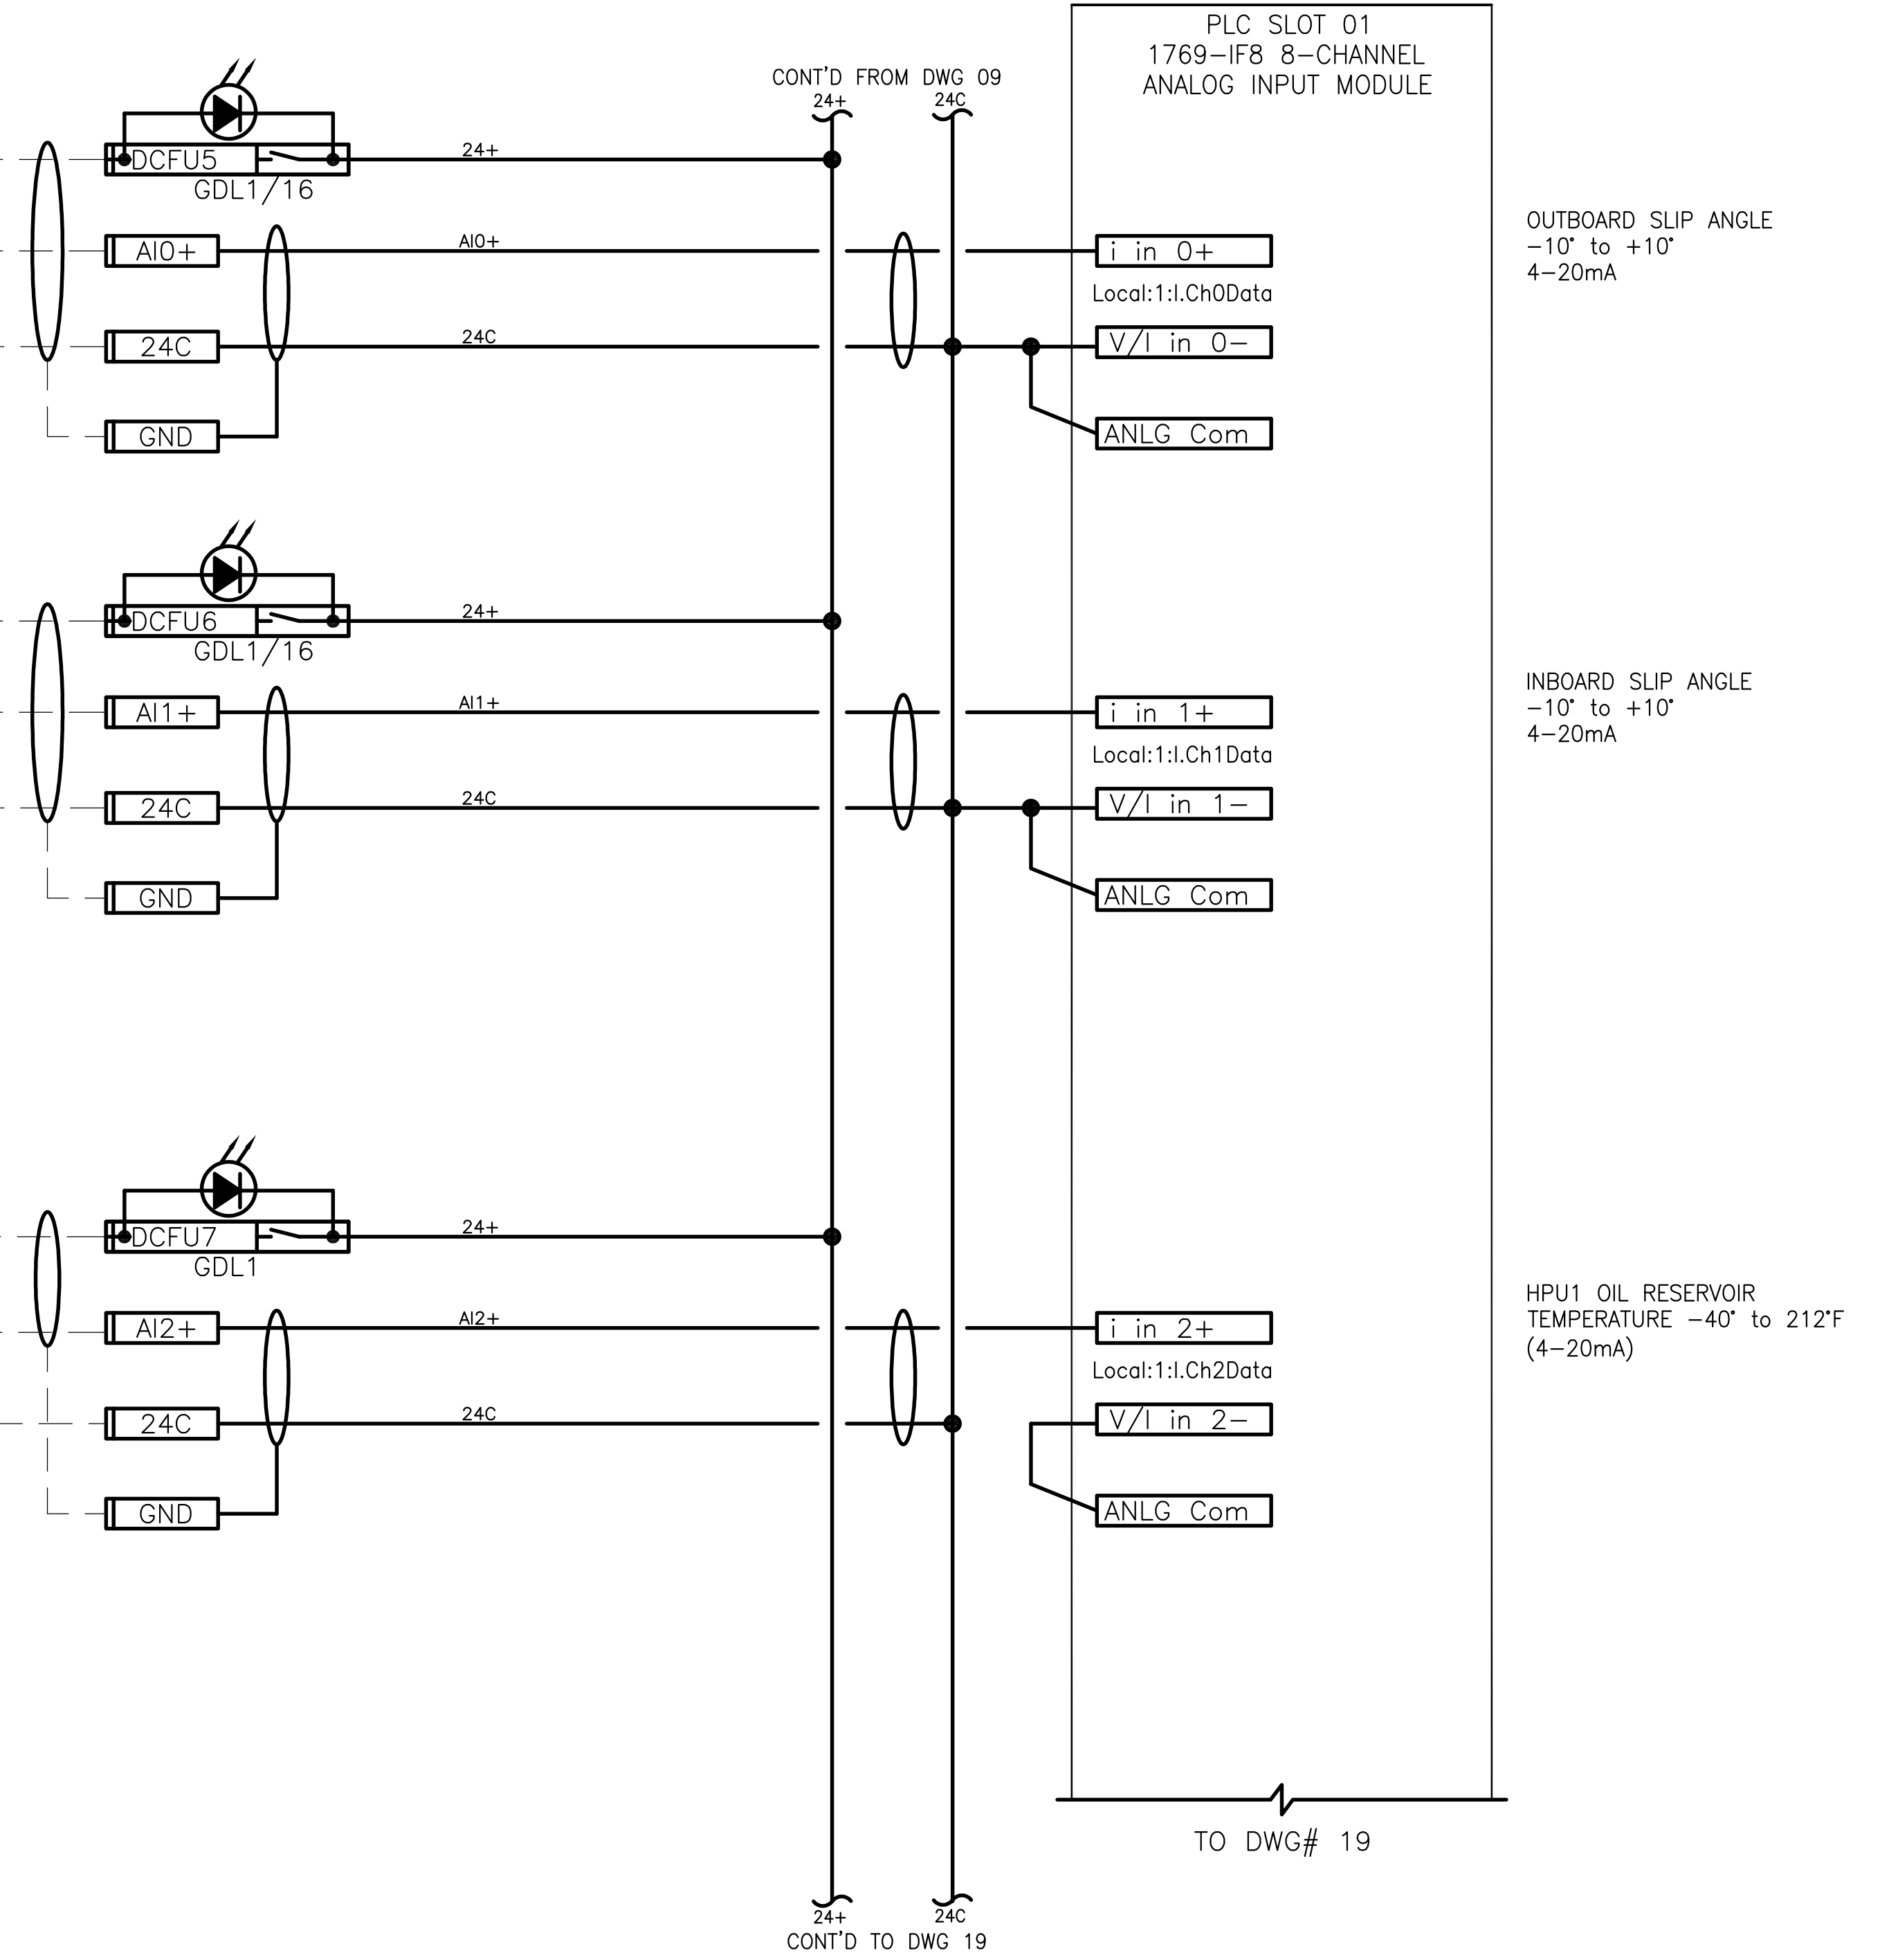 PLC SLOT 01
1769-IF8 8-CHANNEL
ANALOG INPUT MODULE
CONT'D FROM DWG 09
24+ 24C
DCFU5 24+
GDL1/16
AI0+ AI0+ i in 0+
OUTBOARD SLIP ANGLE
-10° to +10°
4-20mA
Local:1:I.Ch0Data
24C 24C V/I in 0-
GND ANLG Com
DCFU6 24+
GDL1/16
AI1+ AI1+ i in 1+
INBOARD SLIP ANGLE
-10° to +10°
4-20mA
Local:1:I.Ch1Data
24C 24C V/I in 1-
GND ANLG Com
DCFU7 24+
GDL1
AI2+ AI2+ i in 2+
HPU1 OIL RESERVOIR
TEMPERATURE -40° to 212°F
(4-20mA)
Local:1:I.Ch2Data
24C 24C V/I in 2-
GND ANLG Com
TO DWG# 19
24+ 24C
CONT'D TO DWG 19